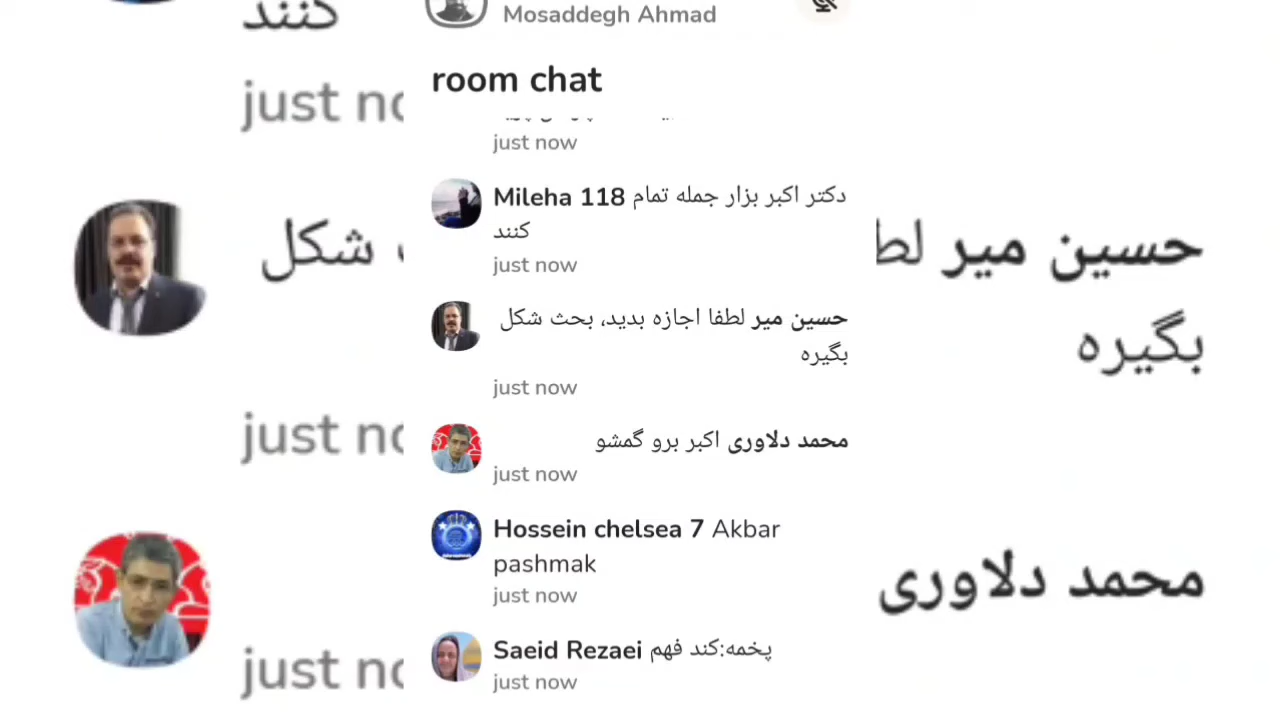 کنند
just no
شکل
just no
just no
Mosaddegh Ahmad
room chat
just now
Mileha 118 دکتر اکبر بزار جمله تمام
کنند
just now
حسین میر لطفا اجازه بدید، بحث شکل
بگیره
just now
محمد دلاوری اکبر برو گمشو
just now
Hossein chelsea 7 Akbar
pashmak
just now
Saeid Rezaei پخمه:کند فهم
just now
حسین میر لط
بگیره
محمد دلاوری